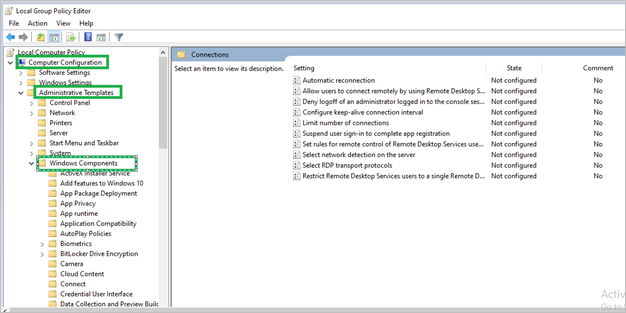 Local Group Policy Editor
File Action View Help
Local Computer Policy
Computer Configuration
Software Settings
Windows Settings
Administrative Templates
Control Panel
Network
Printers
Server
Start Menu and Taskbar
System
Windows Components
ActiveX Installer Service
Add features to Windows 10
App Package Deployment
App Privacy
App runtime
Application Compatibility
AutoPlay Policies
Biometrics
BitLocker Drive Encryption
Camera
Cloud Content
Connect
Credential User Interface
Data Collection and Preview Build
Connections
Select an item to view its description.
Setting State Comment
Automatic reconnection Not configured No
Allow users to connect remotely by using Remote Desktop S... Not configured No
Deny logoff of an administrator logged in to the console ses... Not configured No
Configure keep-alive connection interval Not configured No
Limit number of connections Not configured No
Suspend user sign-in to complete app registration Not configured No
Set rules for remote control of Remote Desktop Services use... Not configured No
Select network detection on the server Not configured No
Select RDP transport protocols Not configured No
Restrict Remote Desktop Services users to a single Remote D... Not configured No
Activ
Go to